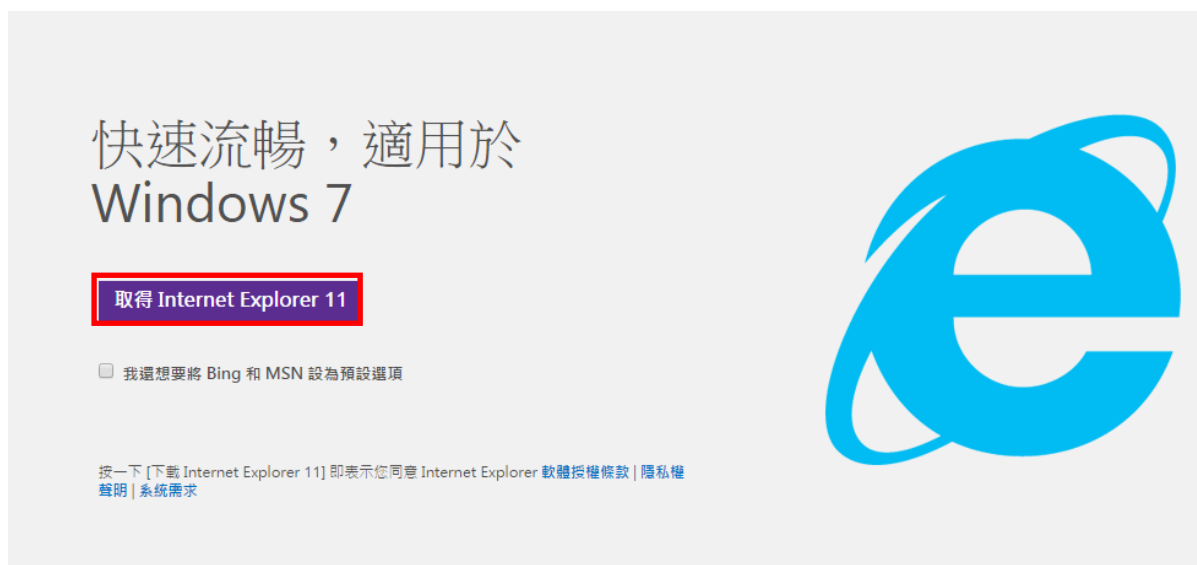 快速流暢，適用於
Windows 7
取得 Internet Explorer 11
我還想要將 Bing 和 MSN 設為預設選項
按一下 [下載 Internet Explorer 11] 即表示您同意 Internet Explorer 軟體授權條款 | 隱私權
聲明 | 系統需求